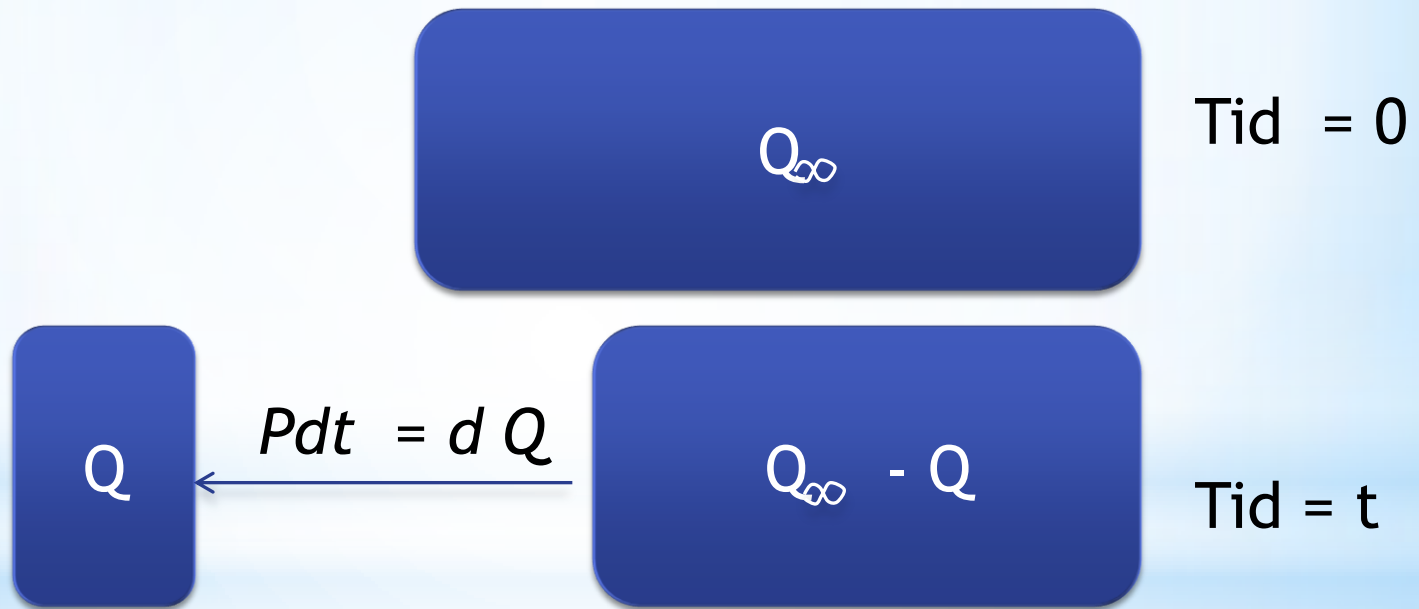 Q∞
Tid = 0
Q
Pdt = d Q
Q∞ - Q
Tid = t